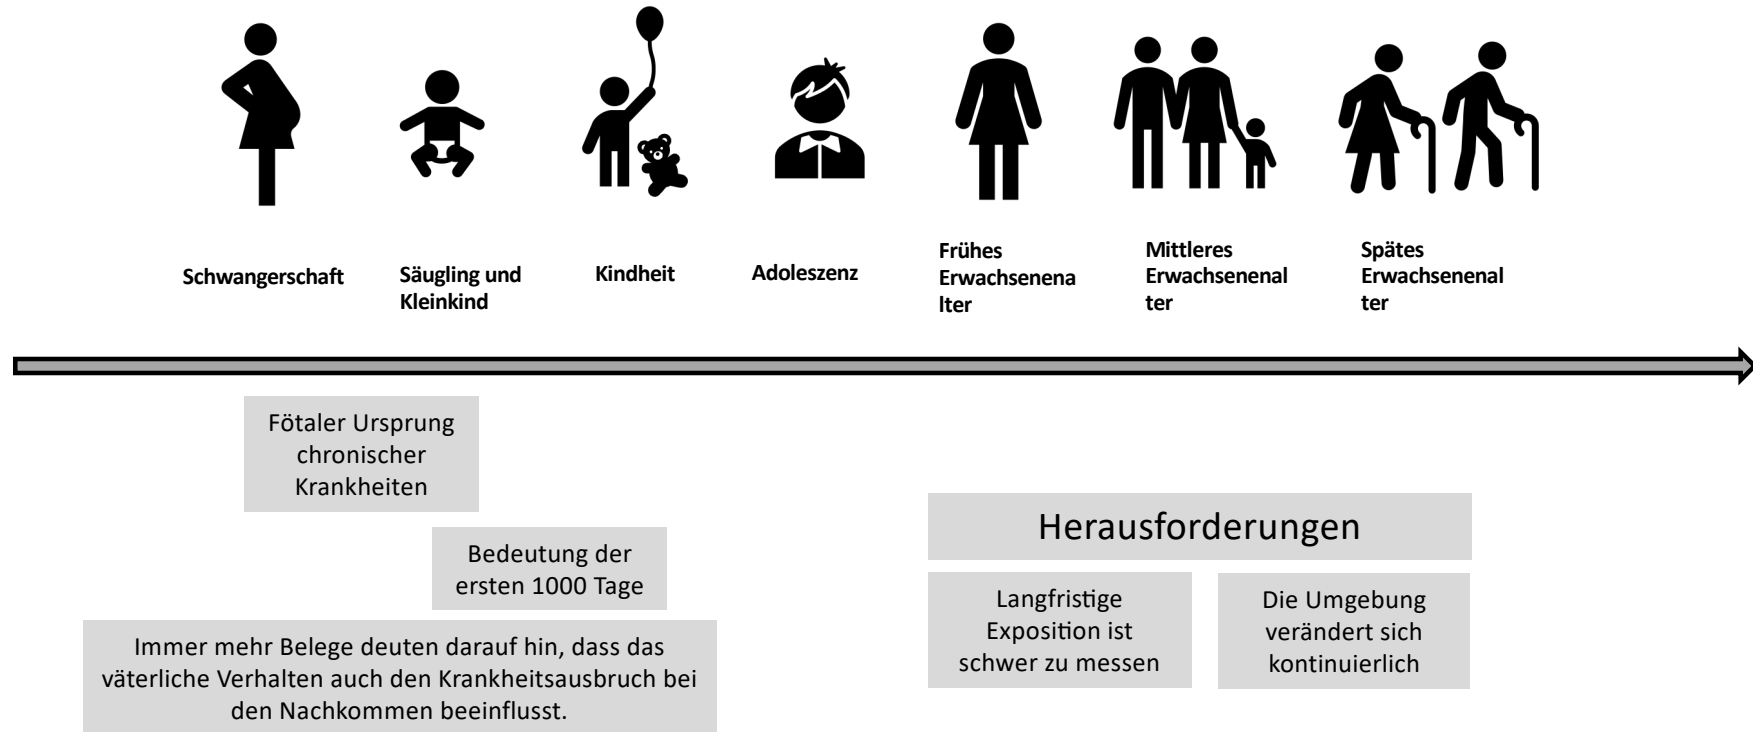 Schwangerschaft
Säugling und
Kleinkind
Kindheit
Adoleszenz
Frühes
Erwachsenena
lter
Mittleres
Erwachsenenal
ter
Spätes
Erwachsenenal
ter
Fötaler Ursprung
chronischer
Krankheiten
Bedeutung der
ersten 1000 Tage
Immer mehr Belege deuten darauf hin, dass das
väterliche Verhalten auch den Krankheitsausbruch bei
den Nachkommen beeinflusst.
Herausforderungen
Langfristige
Exposition ist
schwer zu messen
Die Umgebung
verändert sich
kontinuierlich